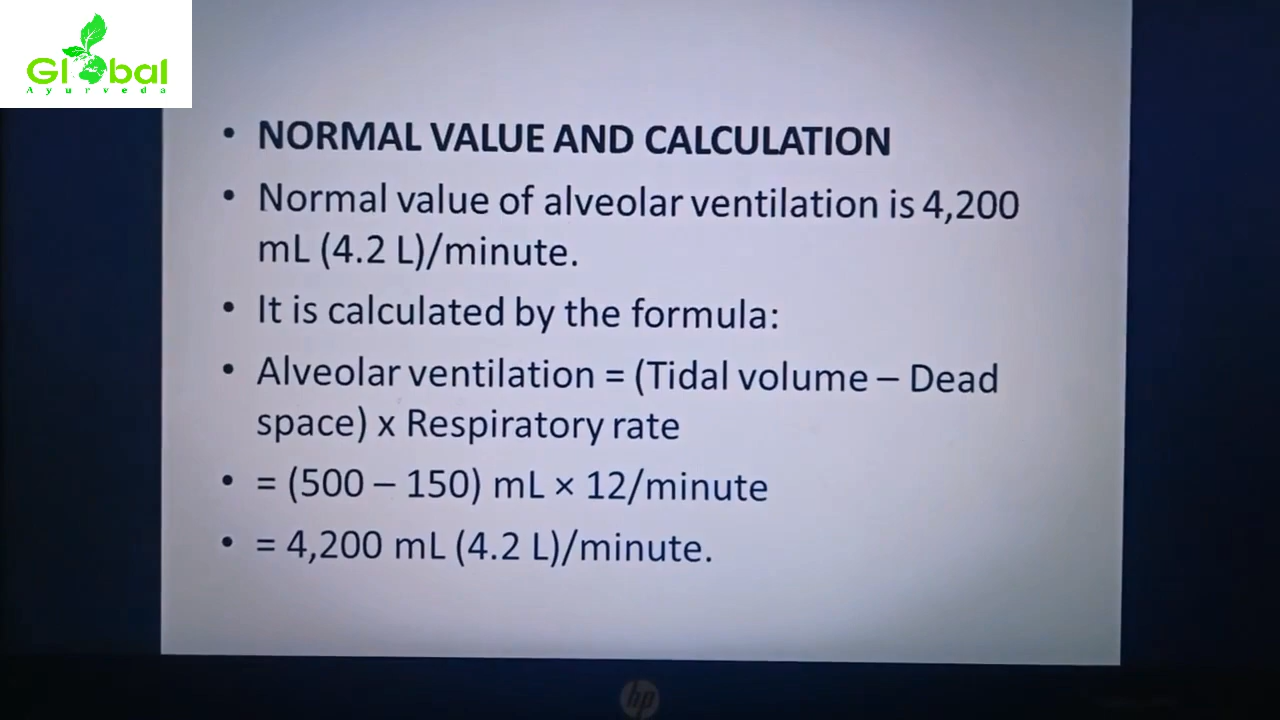 Global
Ayurveda
• NORMAL VALUE AND CALCULATION
• Normal value of alveolar ventilation is 4,200
mL (4.2 L)/minute.
• It is calculated by the formula:
• Alveolar ventilation = (Tidal volume – Dead
space) x Respiratory rate
• = (500 – 150) mL × 12/minute
• = 4,200 mL (4.2 L)/minute.
hp